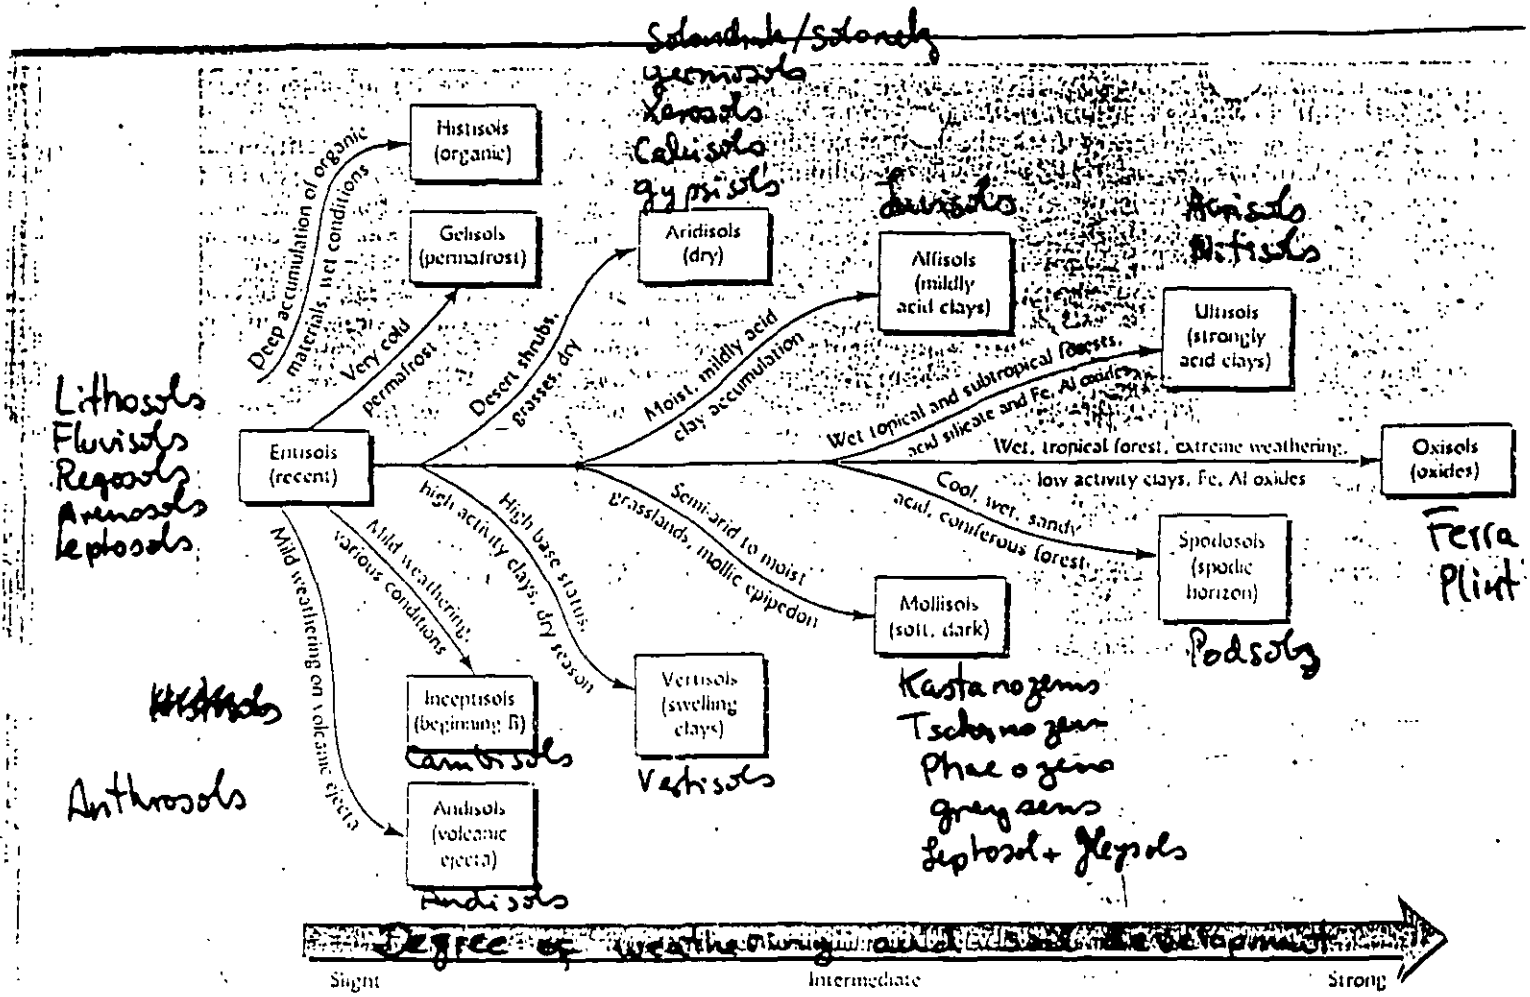 Solonchak/Solonetz
Yermosols
Xerosols
Calcisols
gypsisols
Histisols
(organic)
Deep accumulation of organic
materials, wet conditions
Gelisols
(permafrost)
Very cold
permafrost
Aridisols
(dry)
Desert shrubs,
grasses, dry
Luvisols
Alfisols
(mildly
acid clays)
Moist, mildly acid
clay accumulation
Acrisols
Nitisols
Ultisols
(strongly
acid clays)
Wet topical and subtropical forests,
acid silicate and Fe, Al oxides
Lithosols
Fluvisols
Regosols
Arenosols
Leptosols
Entisols
(recent)
Wet, tropical forest, extreme weathering,
low activity clays, Fe, Al oxides
Oxisols
(oxides)
Ferra
Plint
Cool, wet, sandy
acid, coniferous forest
Spodosols
(spodic
horizon)
Podsolz
Semi-arid to moist
grasslands, mollic epipedon
Mollisols
(soft, dark)
Kastanozems
Tschernozem
Phaeozems
greyzems
Leptosol + Gleysols
High base status,
high activity clays, dry season
Vertisols
(swelling
clays)
Vertisols
Mild weathering,
various conditions
Inceptisols
(beginning B)
Cambisols
Mild weathering on volcanic ejecta
Andisols
(volcanic
ejecta)
Andisols
Anthrosols
Degree of weathering and soil development
Slight
Intermediate
Strong